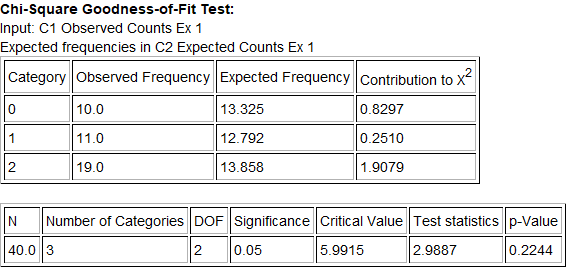 Chi-Square Goodness-of-Fit Test:
Input: C1 Observed Counts Ex 1
Expected frequencies in C2 Expected Counts Ex 1
Category Observed Frequency Expected Frequency Contribution to X2
0 10.0 13.325 0.8297
1 11.0 12.792 0.2510
2 19.0 13.858 1.9079
N Number of Categories DOF Significance Critical Value Test statistics p-Value
40.0 3 2 0.05 5.9915 2.9887 0.2244